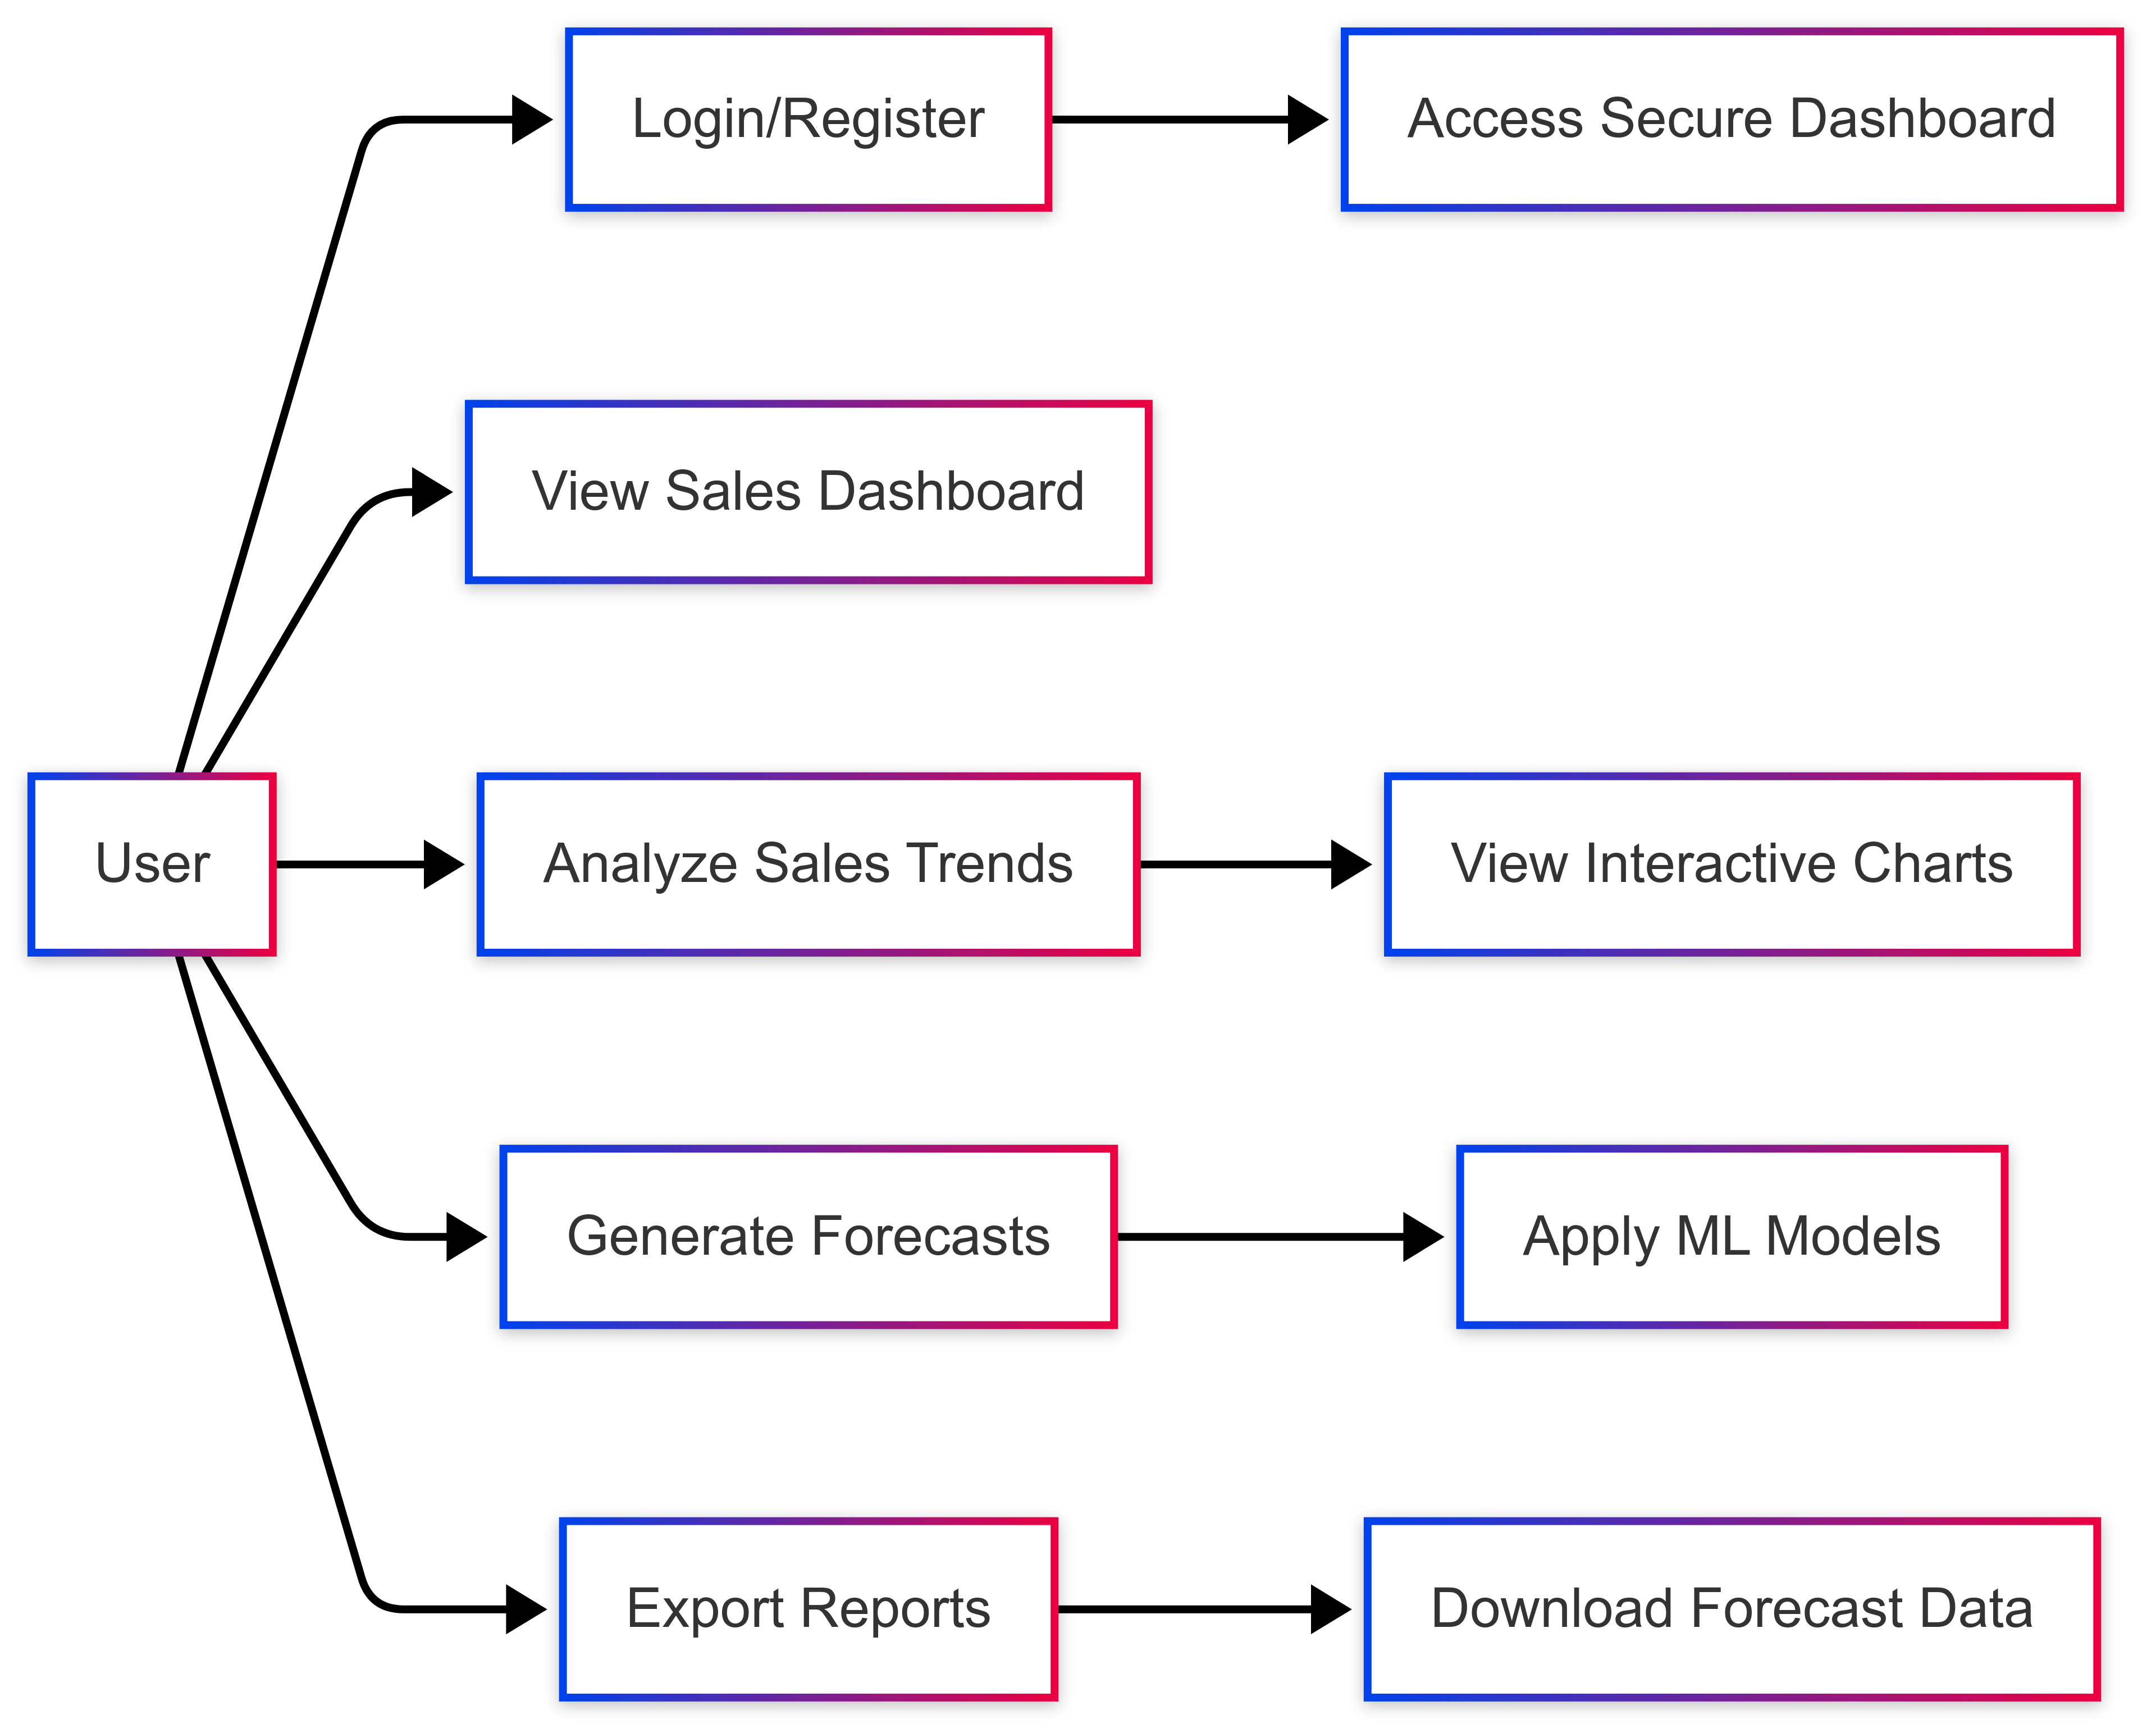 Login/Register
Access Secure Dashboard
View Sales Dashboard
User
Analyze Sales Trends
View Interactive Charts
Generate Forecasts
Apply ML Models
Export Reports
Download Forecast Data